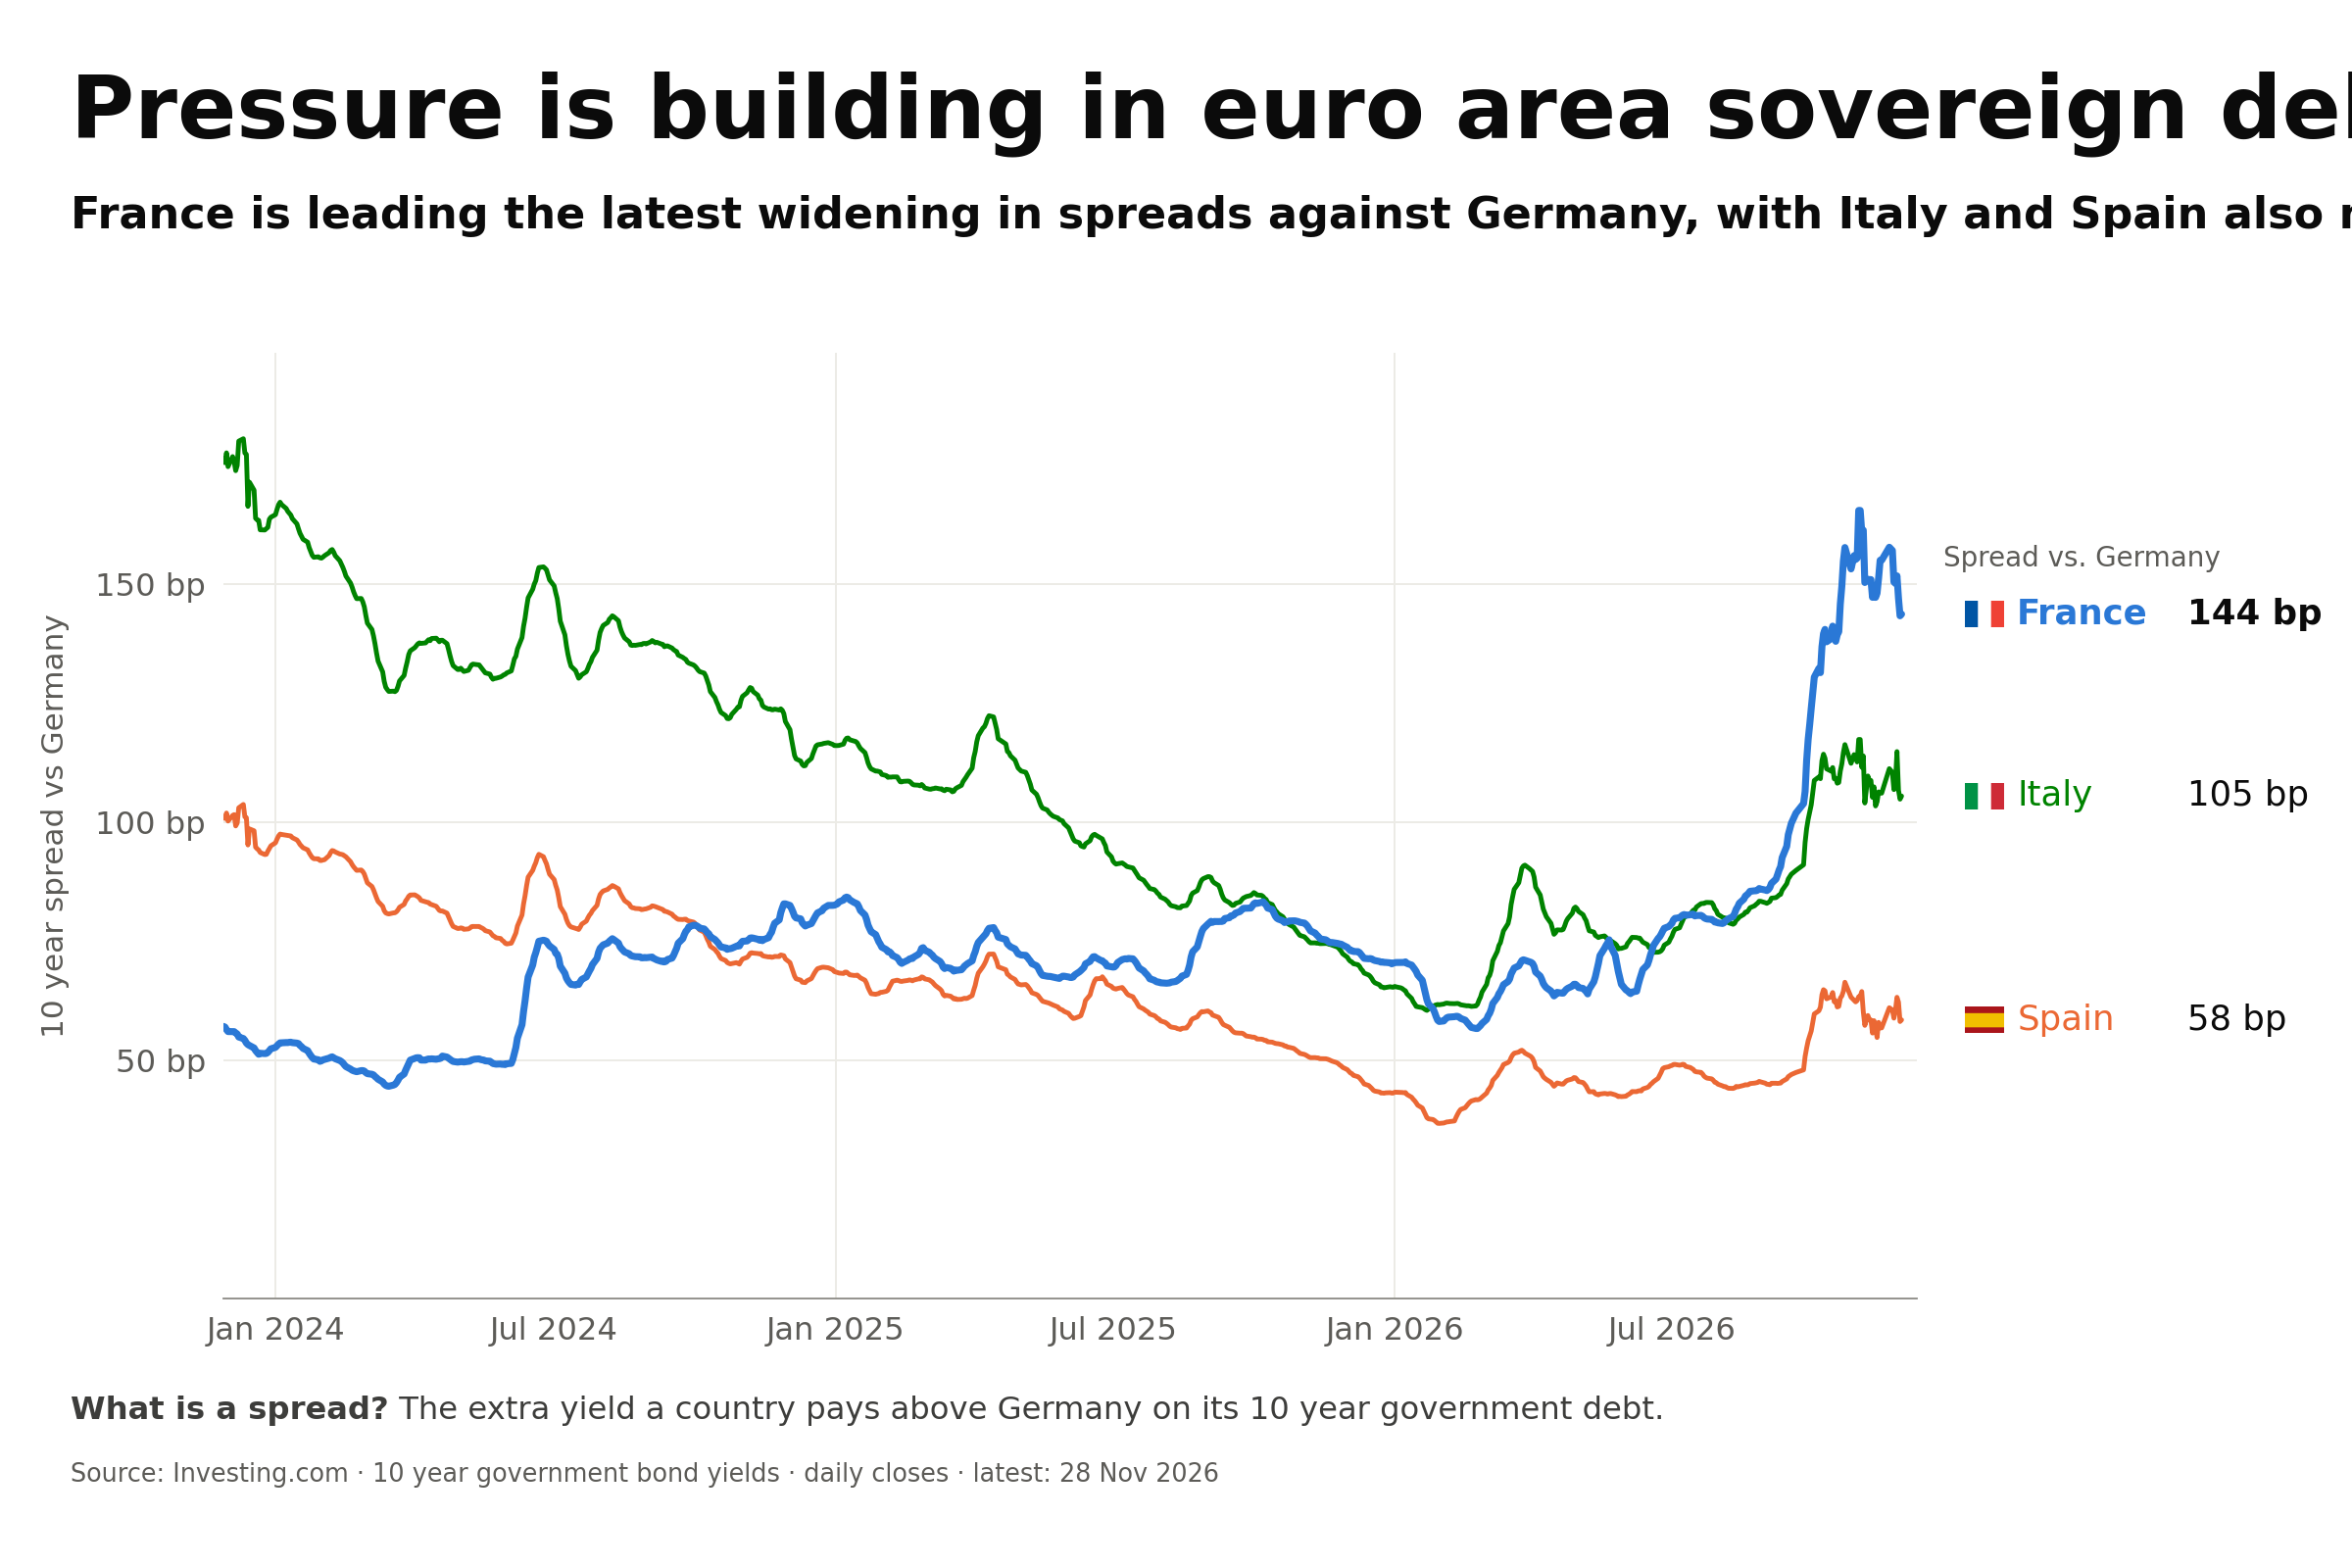 Pressure is building in euro area sovereign
France is leading the latest widening in spreads against Germany, with Italy and Spain also
Spread vs. Germany
150 bp
France 144 bp
100 bp
Italy 105 bp
50 bp
Spain 58 bp
10 year spread vs Germany
Jan 2024 Jul 2024 Jan 2025 Jul 2025 Jan 2026 Jul 2026
What is a spread? The extra yield a country pays above Germany on its 10 year government debt.
Source: Investing.com · 10 year government bond yields · daily closes · latest: 28 Nov 2026